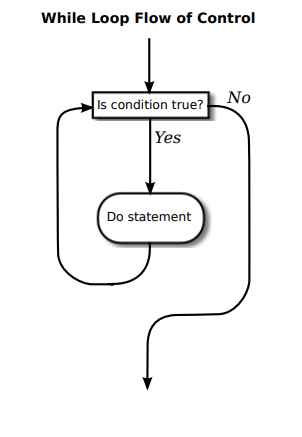 While Loop Flow of Control
Is condition true?
No
Yes
Do statement